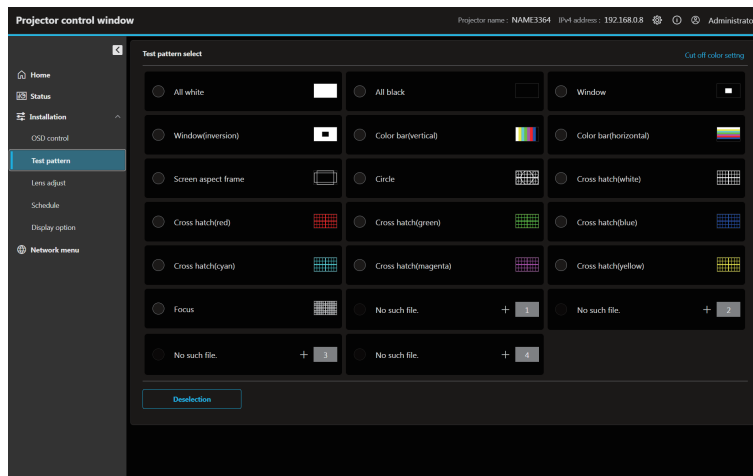 Projector control window
Projector name : NAME3364 IPv4 address : 192.168.0.8 Administrato
Home
Status
Installation
OSD control
Test pattern
Lens adjust
Schedule
Display option
Network menu
Test pattern select
Cut off color settng
All white
All black
Window
Window(inversion)
Color bar(vertical)
Color bar(horizontal)
Screen aspect frame
Circle
Cross hatch(white)
Cross hatch(red)
Cross hatch(green)
Cross hatch(blue)
Cross hatch(cyan)
Cross hatch(magenta)
Cross hatch(yellow)
Focus
No such file. + 1
No such file. + 2
No such file. + 3
No such file. + 4
Deselection